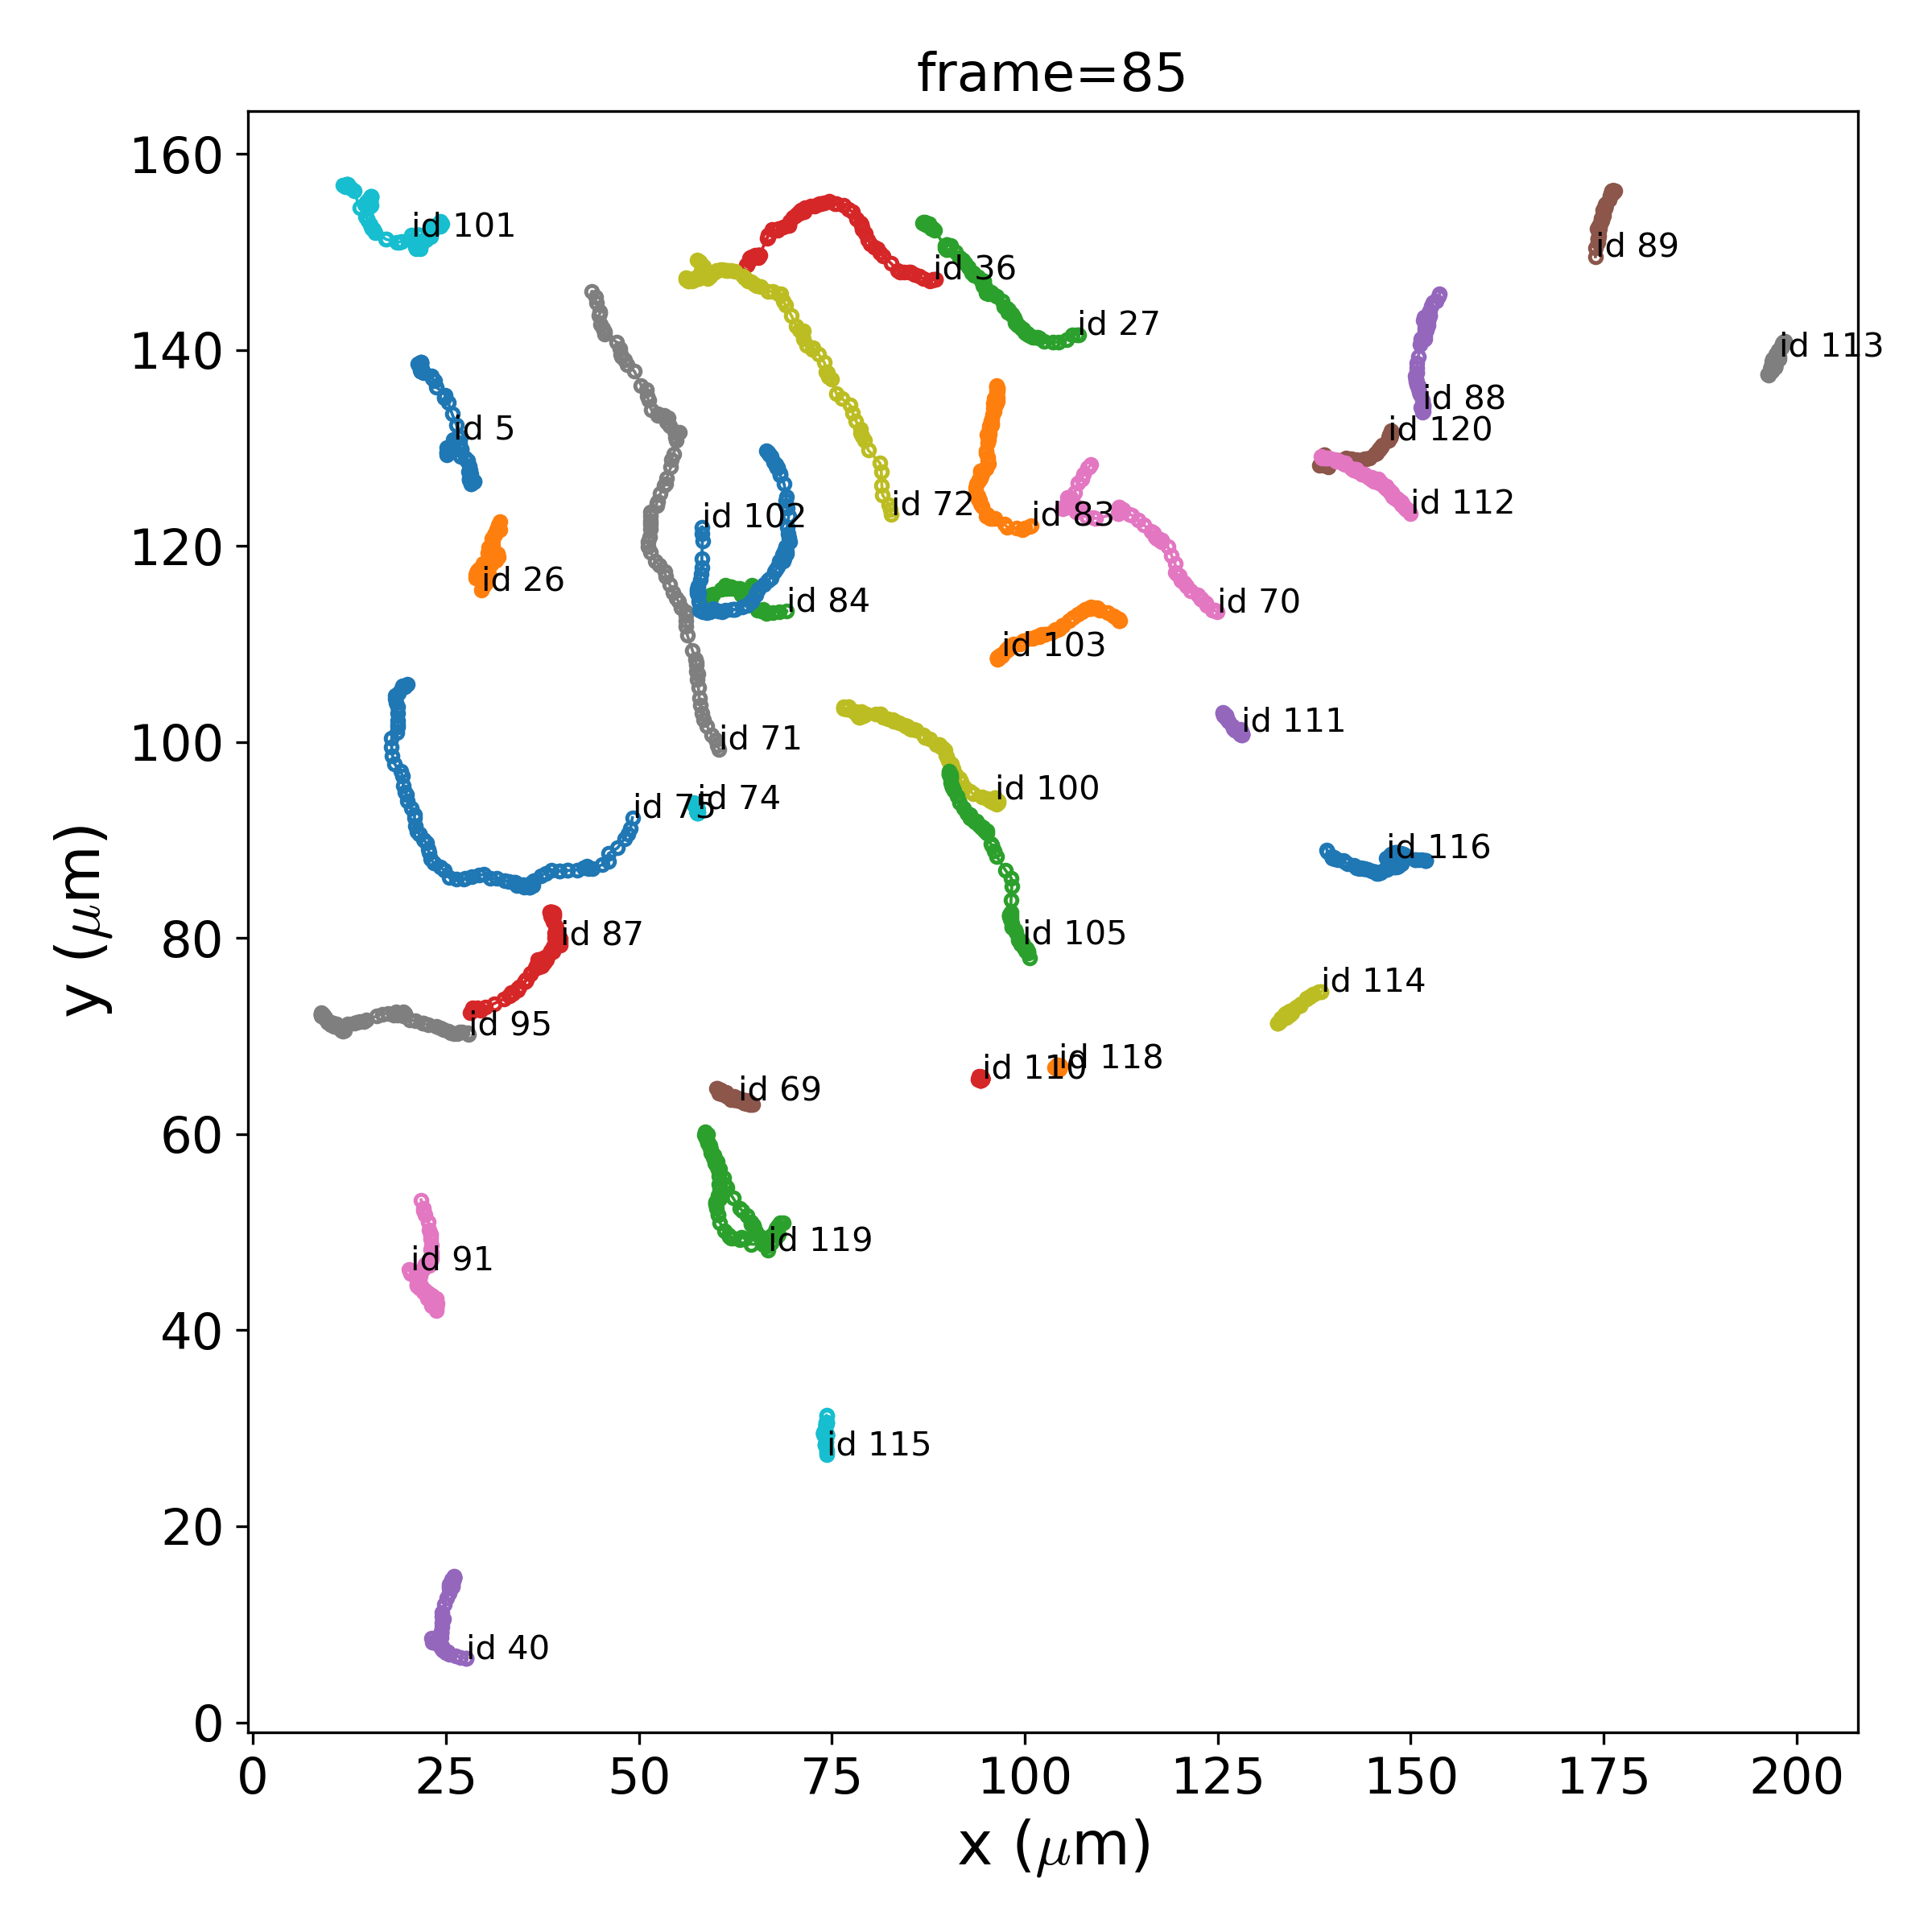 frame=85
160
140
120
100
80
60
40
20
0
y (μm)
id 101
id 36
id 89
id 27
id 113
id 5
id 88
id 120
id 102
id 72
id 83
id 112
id 26
id 84
id 70
id 103
id 71
id 111
id 75
id 74
id 100
id 116
id 87
id 105
id 114
id 95
id 110
id 118
id 69
id 119
id 91
id 115
id 40
0 25 50 75 100 125 150 175 200
x (μm)